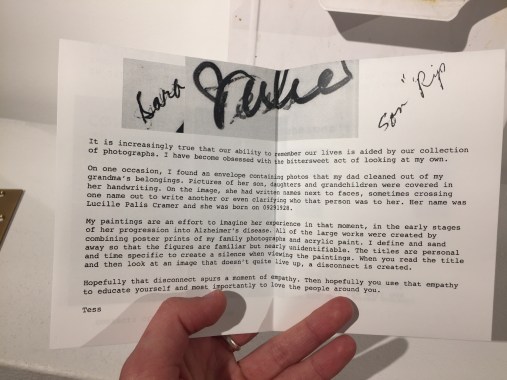 Sara
Son "Rip
It is increasingly true that our ability to remember our lives is aided by our collection
of photographs. I have become obsessed with the bittersweet act of looking at my own.
On one occasion, I found an envelope containing photos that my dad cleaned out of my
grandma's belongings. Pictures of her son, daughters and grandchildren were covered in
her handwriting. On the image, she had written names next to faces, sometimes crossing
one name out to write another or even clarifying who that person was to her. Her name was
Lucille Palis Cramer and she was born on
My paintings are an effort to imagine her experience in that moment, in the early stages
of her progression into Alzheimer's disease. All of the large works were created by
combining poster prints of my family photographs and acrylic paint. I define and sand
away so that the figures are familiar but nearly unidentifiable. The titles are personal
and time specific to create a silence when viewing the paintings. When you read the title
and then look at an image that doesn't quite live up, a disconnect is created.
Hopefully that disconnect spurs a moment of empathy. Then hopefully you use that empathy
to educate yourself and most importantly to love the people around you.
Tess